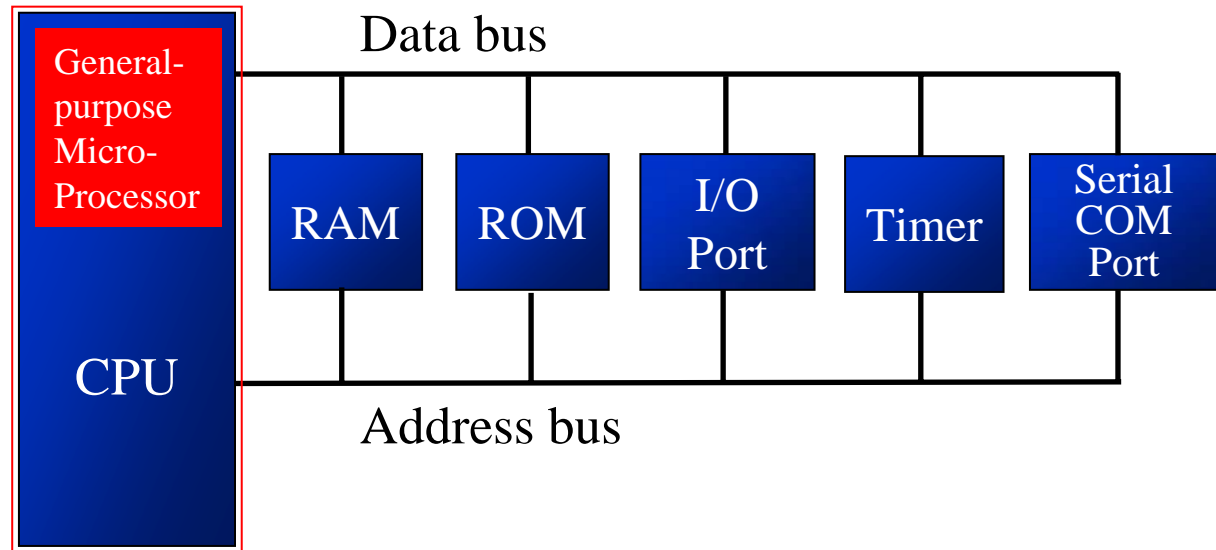 Data bus
General-
purpose
Micro-
Processor
CPU
RAM
ROM
I/O
Port
Timer
Serial
COM
Port
Address bus